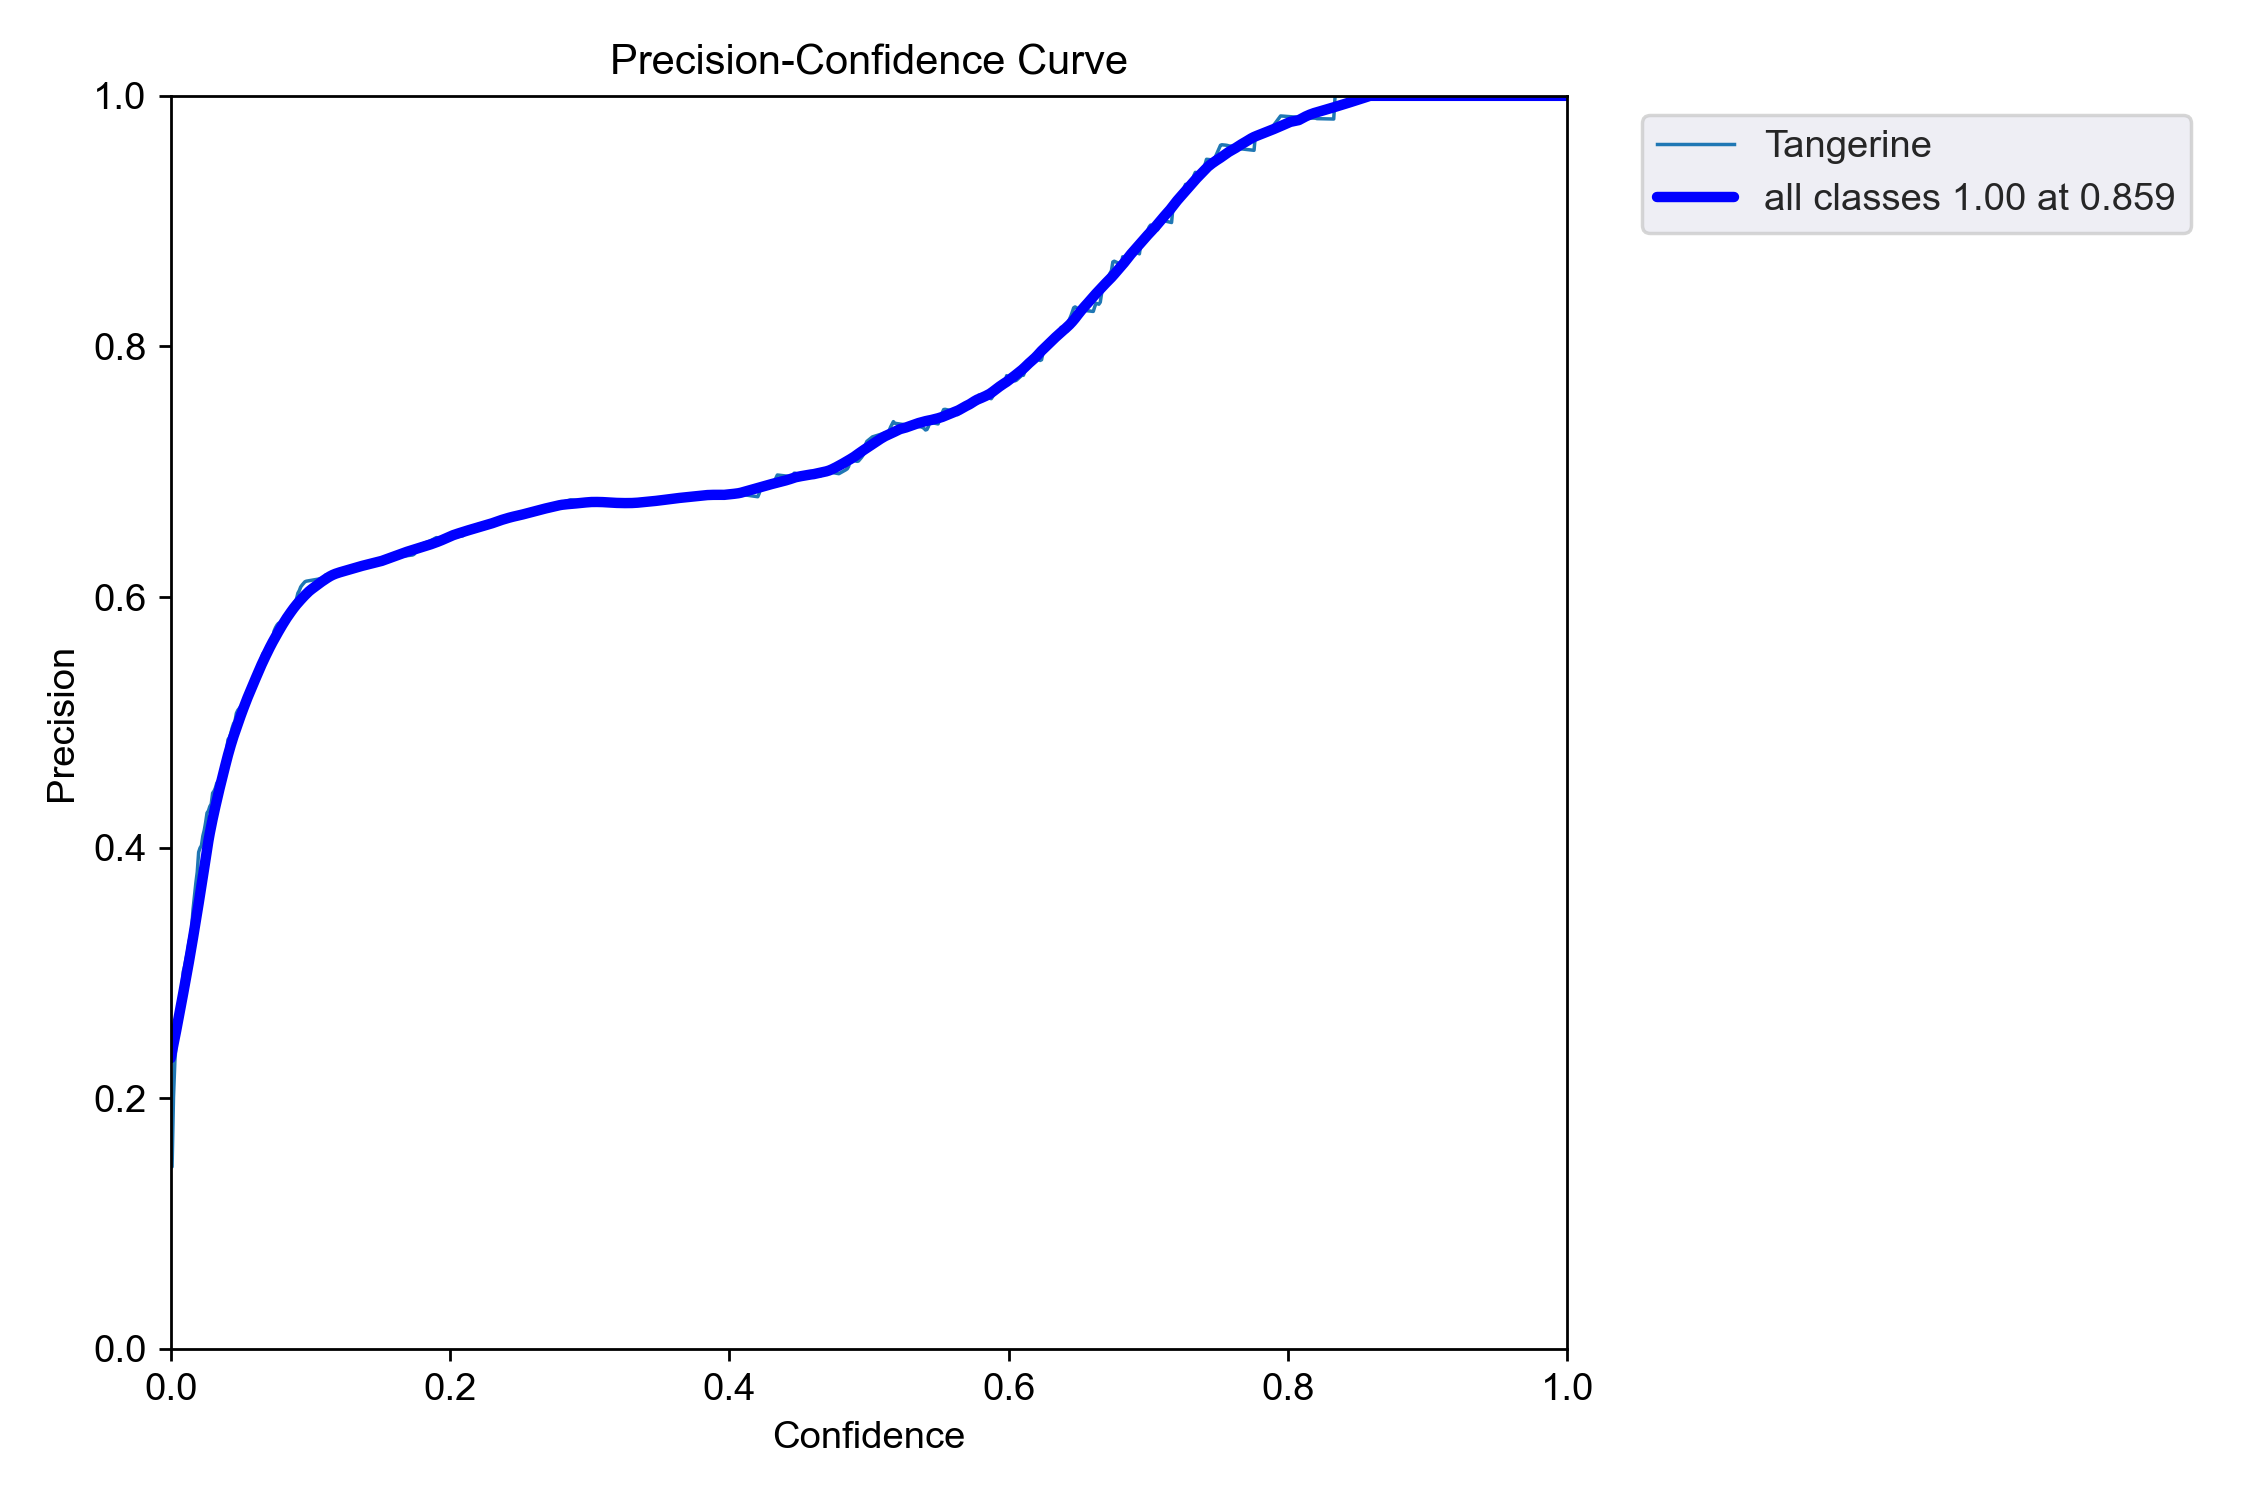 Precision-Confidence Curve
1.0
0.8
0.6
0.4
0.2
0.0
Precision
0.0 0.2 0.4 0.6 0.8 1.0
Confidence
Tangerine
all classes 1.00 at 0.859